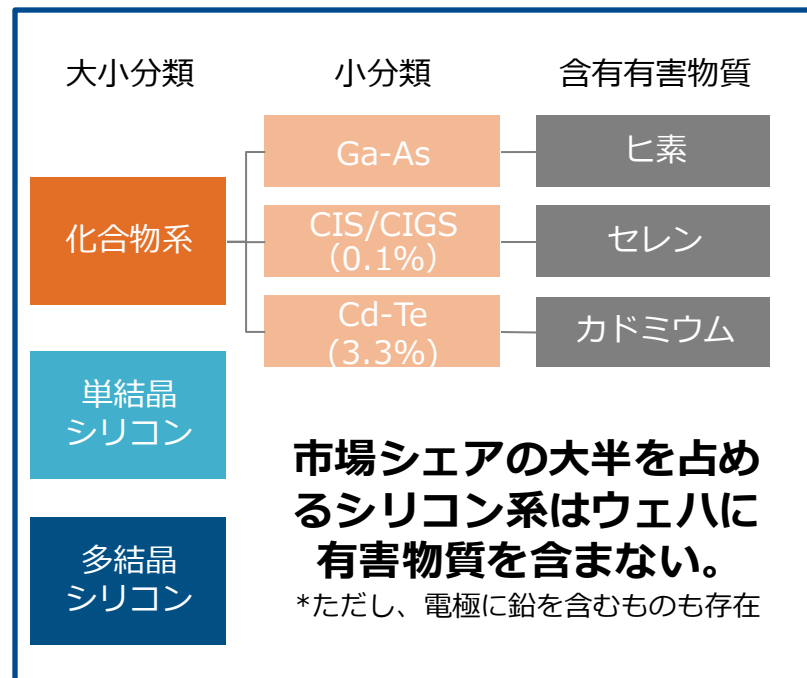 大小分類
小分類
含有有害物質
Ga-As
ヒ素
化合物系
CIS/CIGS
（0.1%）
セレン
Cd-Te
(3.3%)
カドミウム
単結晶
シリコン
多結晶
シリコン
市場シェアの大半を占め
るシリコン系はウェハに
有害物質を含まない。
*ただし、電極に鉛を含むものも存在